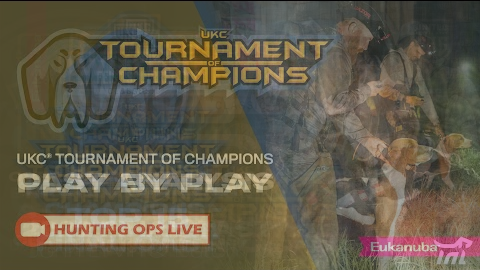 UKC
TOURNAMENT
OF
CHAMPIONS
UKC® TOURNAMENT OF CHAMPIONS
PLAY BY PLAY
HUNTING OPS LIVE
Eukanuba